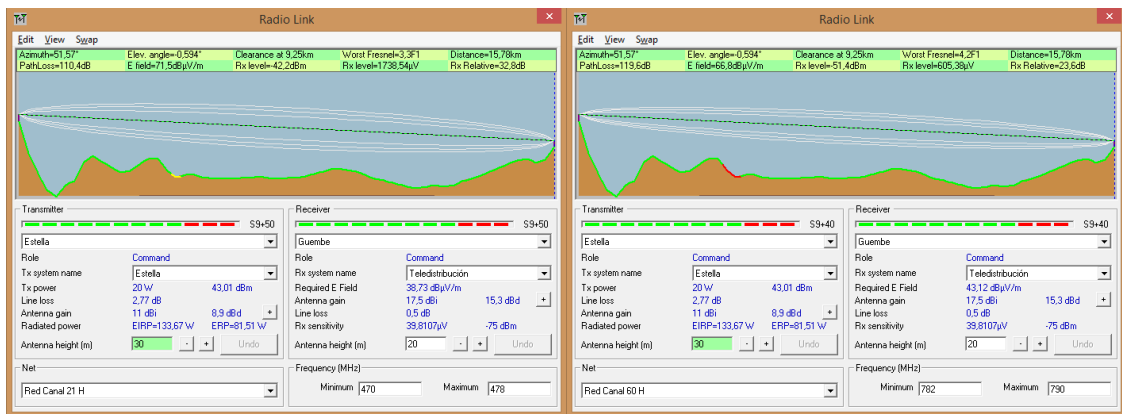 Radio Link
Edit View Swap
Azimuth=51,57° Elev. angle=-0,594° Clearance at 9,25km Worst Fresnel=3,3F1 Distance=15,78km
PathLoss=110,4dB E field=71,5dBµV/m Rx level=-42,2dBm Rx level=1738,54µV Rx Relative=32,8dB
Transmitter
S9+50
Estella
Role Command
Tx system name Estella
Tx power 20 W 43,01 dBm
Line loss 2,77 dB
Antenna gain 11 dBi 8,9 dBd +
Radiated power EIRP=133,67 W ERP=81,51 W
Antenna height (m) 30 - + Undo
Receiver
S9+50
Guembe
Role Command
Rx system name Teledistribución
Required E Field 38,73 dBµV/m
Antenna gain 17,5 dBi 15,3 dBd +
Line loss 0,5 dB
Rx sensitivity 39,8107µV -75 dBm
Antenna height (m) 20 - + Undo
Net
Red Canal 21 H
Frequency (MHz)
Minimum 470 Maximum 478
Radio Link
Edit View Swap
Azimuth=51,57° Elev. angle=-0,594° Clearance at 9,25km Worst Fresnel=4,2F1 Distance=15,78km
PathLoss=119,6dB E field=66,8dBµV/m Rx level=-51,4dBm Rx level=605,38µV Rx Relative=23,6dB
Transmitter
S9+40
Estella
Role Command
Tx system name Estella
Tx power 20 W 43,01 dBm
Line loss 2,77 dB
Antenna gain 11 dBi 8,9 dBd +
Radiated power EIRP=133,67 W ERP=81,51 W
Antenna height (m) 30 - + Undo
Receiver
S9+40
Guembe
Role Command
Rx system name Teledistribución
Required E Field 43,12 dBµV/m
Antenna gain 17,5 dBi 15,3 dBd +
Line loss 0,5 dB
Rx sensitivity 39,8107µV -75 dBm
Antenna height (m) 20 - + Undo
Net
Red Canal 60 H
Frequency (MHz)
Minimum 782 Maximum 790